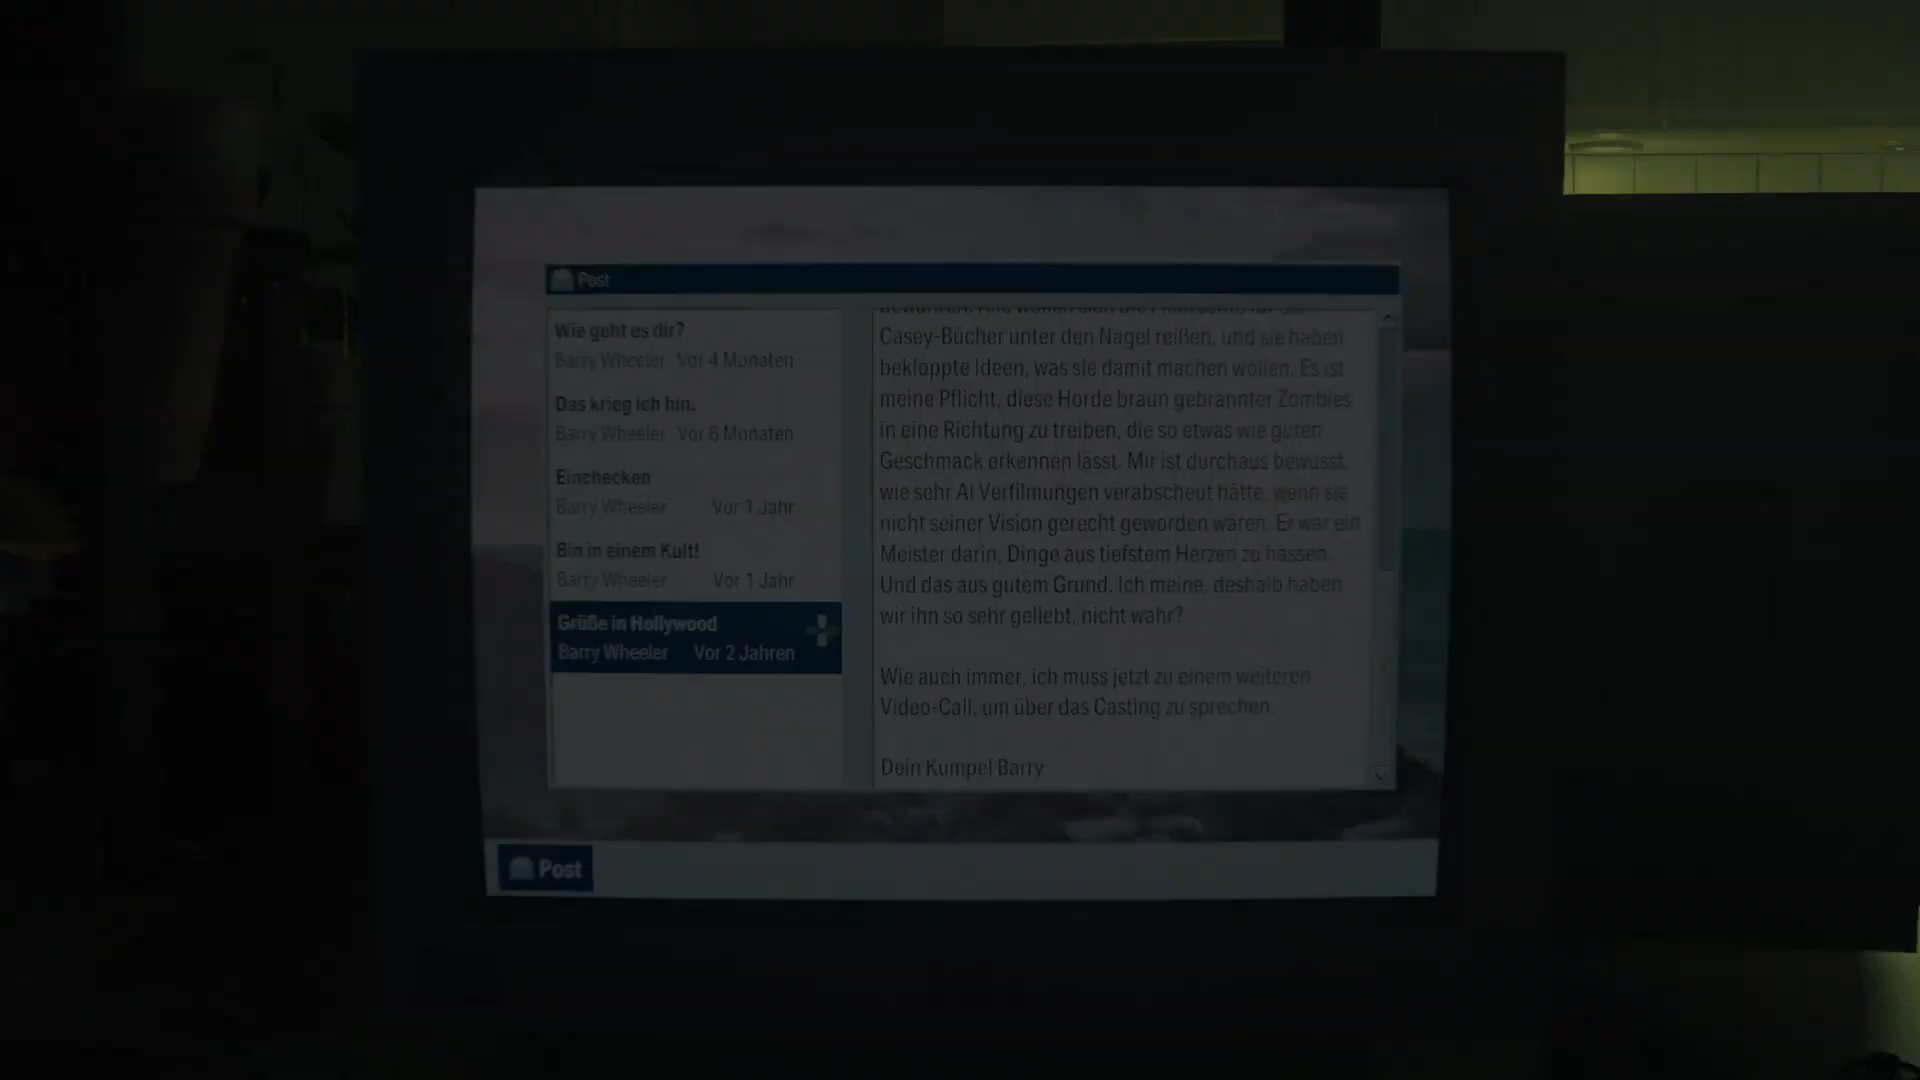 Post
Wie geht es dir?
Barry Wheeler Vor 4 Monaten
Das krieg ich hin.
Barry Wheeler Vor 6 Monaten
Einchecken
Barry Wheeler Vor 1 Jahr
Bin in einem Kult!
Barry Wheeler Vor 1 Jahr
Grüße in Hollywood
Barry Wheeler Vor 2 Jahren
Casey-Bücher unter den Nagel reißen, und sie haben
bekloppte Ideen, was sie damit machen wollen. Es ist
meine Pflicht, diese Horde braun gebrannter Zombies
in eine Richtung zu treiben, die so etwas wie guten
Geschmack erkennen lässt. Mir ist durchaus bewusst,
wie sehr Al Verfilmungen verabscheut hätte, wenn sie
nicht seiner Vision gerecht geworden wären. Er war ein
Meister darin, Dinge aus tiefstem Herzen zu hassen.
Und das aus gutem Grund. Ich meine, deshalb haben
wir ihn so sehr geliebt, nicht wahr?
Wie auch immer, ich muss jetzt zu einem weiteren
Video-Call, um über das Casting zu sprechen.
Dein Kumpel Barry
Post